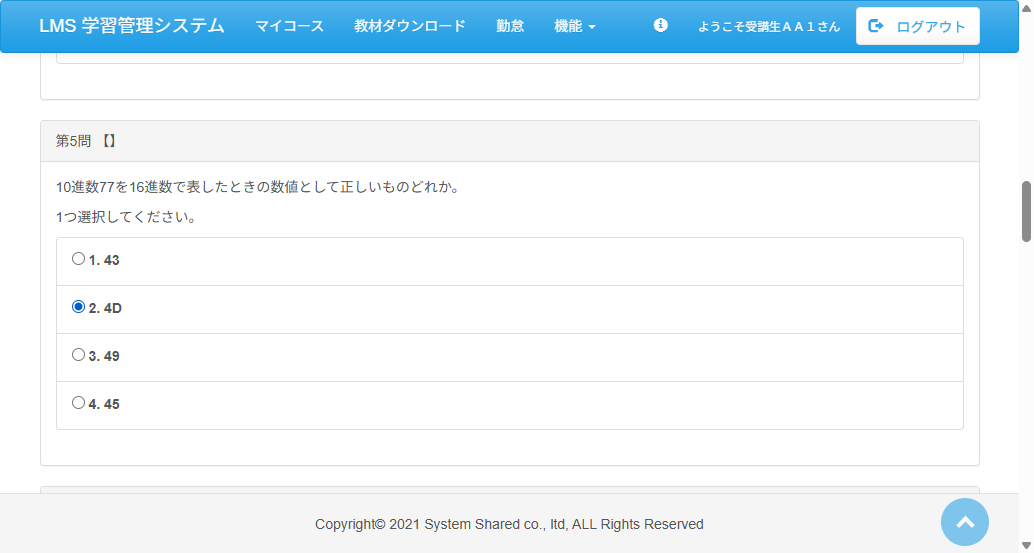 LMS 学習管理システム マイコース 教材ダウンロード 勤怠 機能 ようこそ受講生ＡＡ１さん ログアウト
第5問 【】
10進数77を16進数で表したときの数値として正しいものどれか。
1つ選択してください。
1. 43
2. 4D
3. 49
4. 45
Copyright© 2021 System Shared co., ltd, ALL Rights Reserved